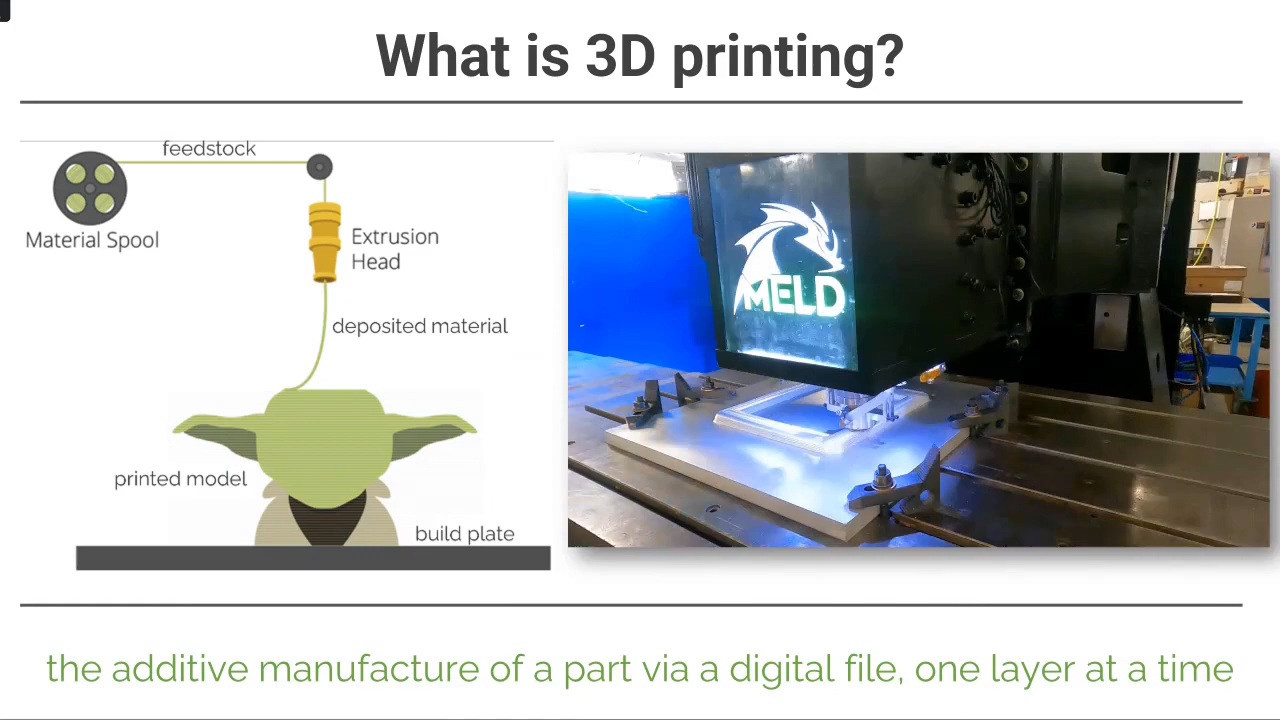 What is 3D printing?
feedstock
Material Spool
Extrusion
Head
deposited material
printed model
build plate
MELD
the additive manufacture of a part via a digital file, one layer at a time